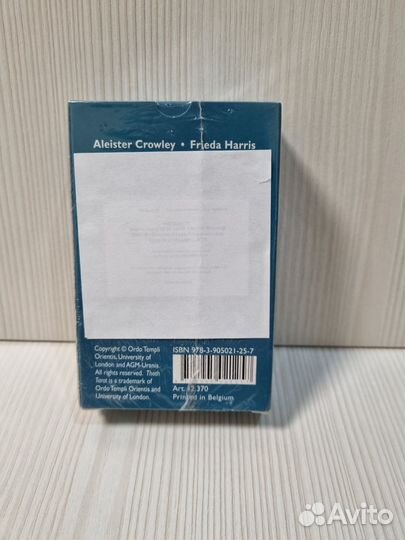 Aleister Crowley • Frieda Harris
Copyright © Ordo Templi
Orientis, University of
London and AGM-Urania.
All rights reserved. Thoth
Tarot is a trademark of
Ordo Templi Orientis and
University of London.
ISBN 978-3-905021-25-7
Art. 42.370
Printed in Belgium
Avito